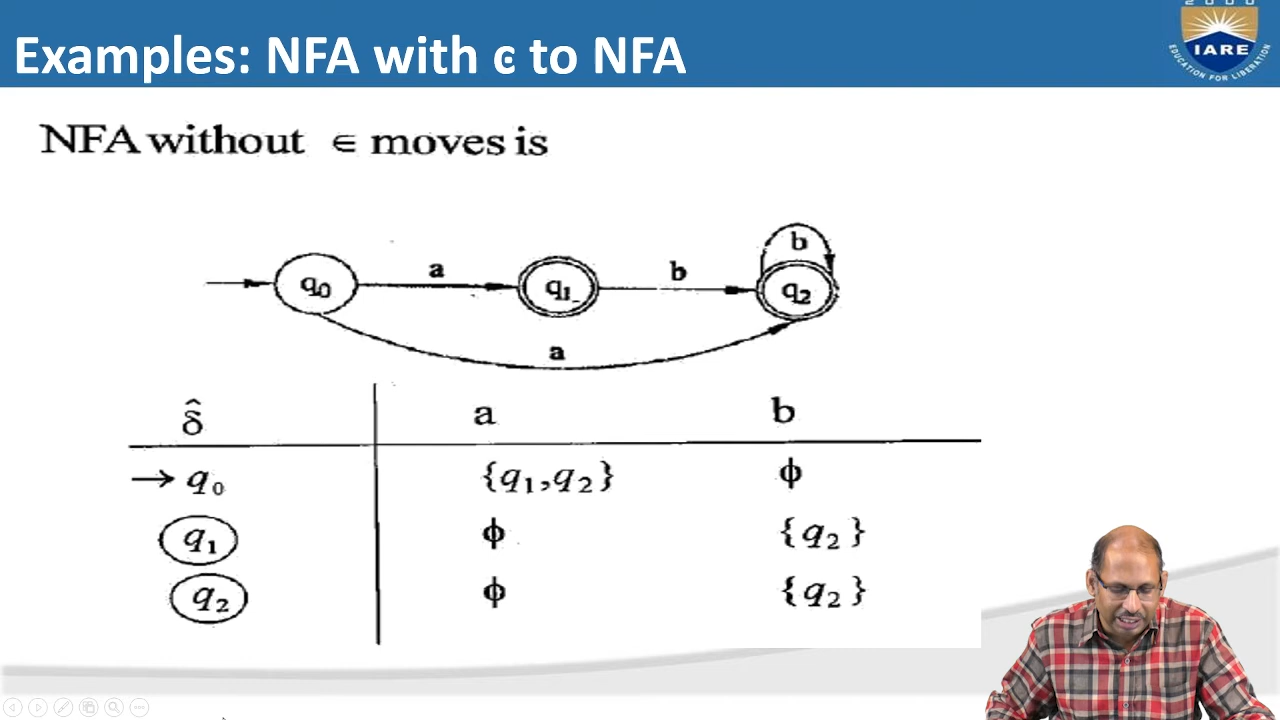 Examples: NFA with ϵ to NFA
IARE
EDUCATION FOR LIBERATION
NFA without ∈ moves is
b
a
b
q0
q1
q2
a
δ̂ a b
→ q₀ {q₁,q₂} ϕ
q₁ ϕ {q₂}
q₂ ϕ {q₂}